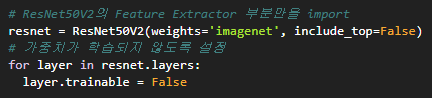 # ResNet50V2의 Feature Extractor 부분만을 import
resnet = ResNet50V2(weights='imagenet', include_top=False)
# 가중치가 학습되지 않도록 설정
for layer in resnet.layers:
  layer.trainable = False